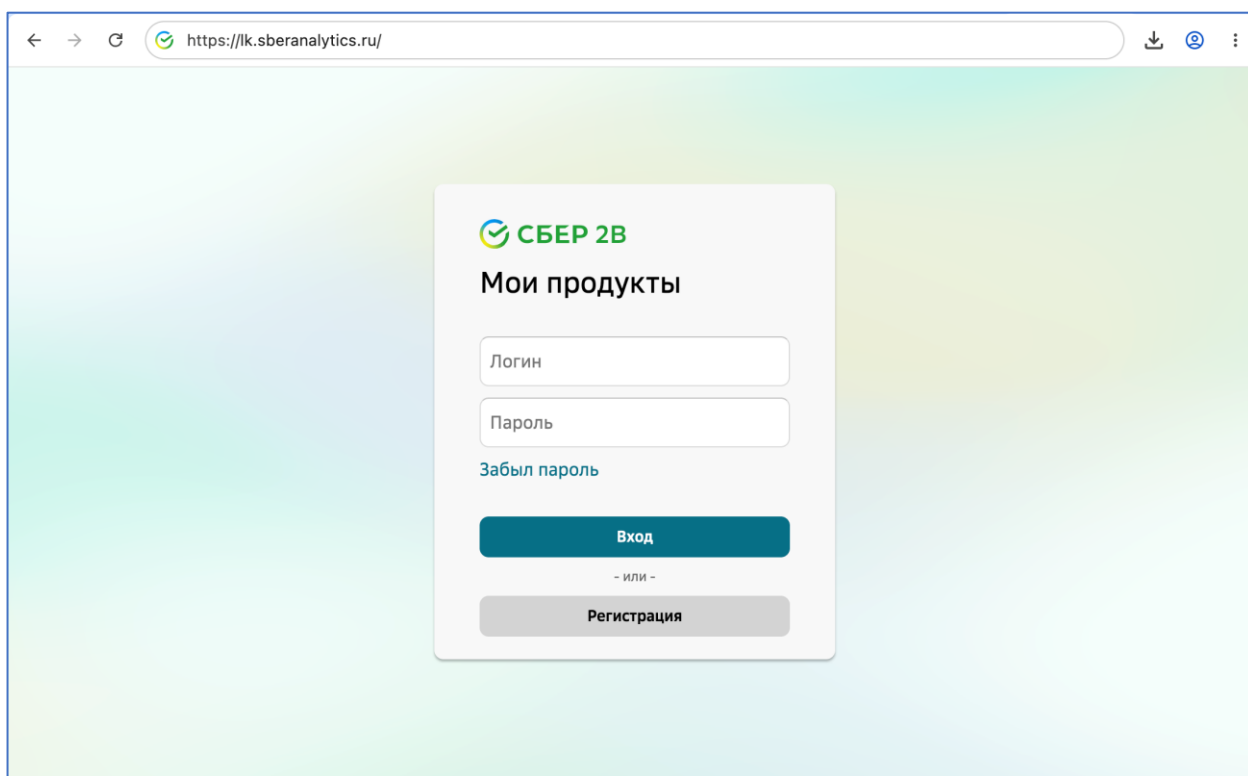 https://lk.sberanalytics.ru/
СБЕР 2B
Мои продукты
Логин
Пароль
Забыл пароль
Вход
- или -
Регистрация